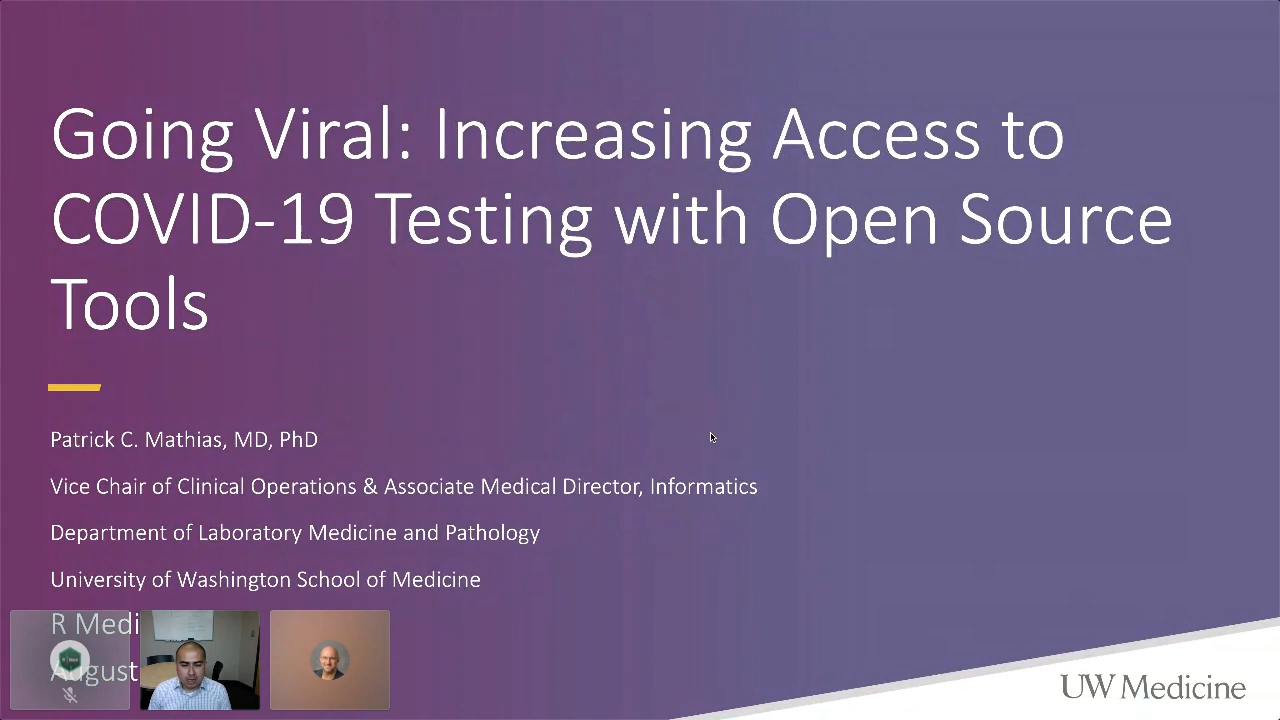 Going Viral: Increasing Access to
COVID-19 Testing with Open Source
Tools
Patrick C. Mathias, MD, PhD
Vice Chair of Clinical Operations & Associate Medical Director, Informatics
Department of Laboratory Medicine and Pathology
University of Washington School of Medicine
R Medi
August
UW Medicine